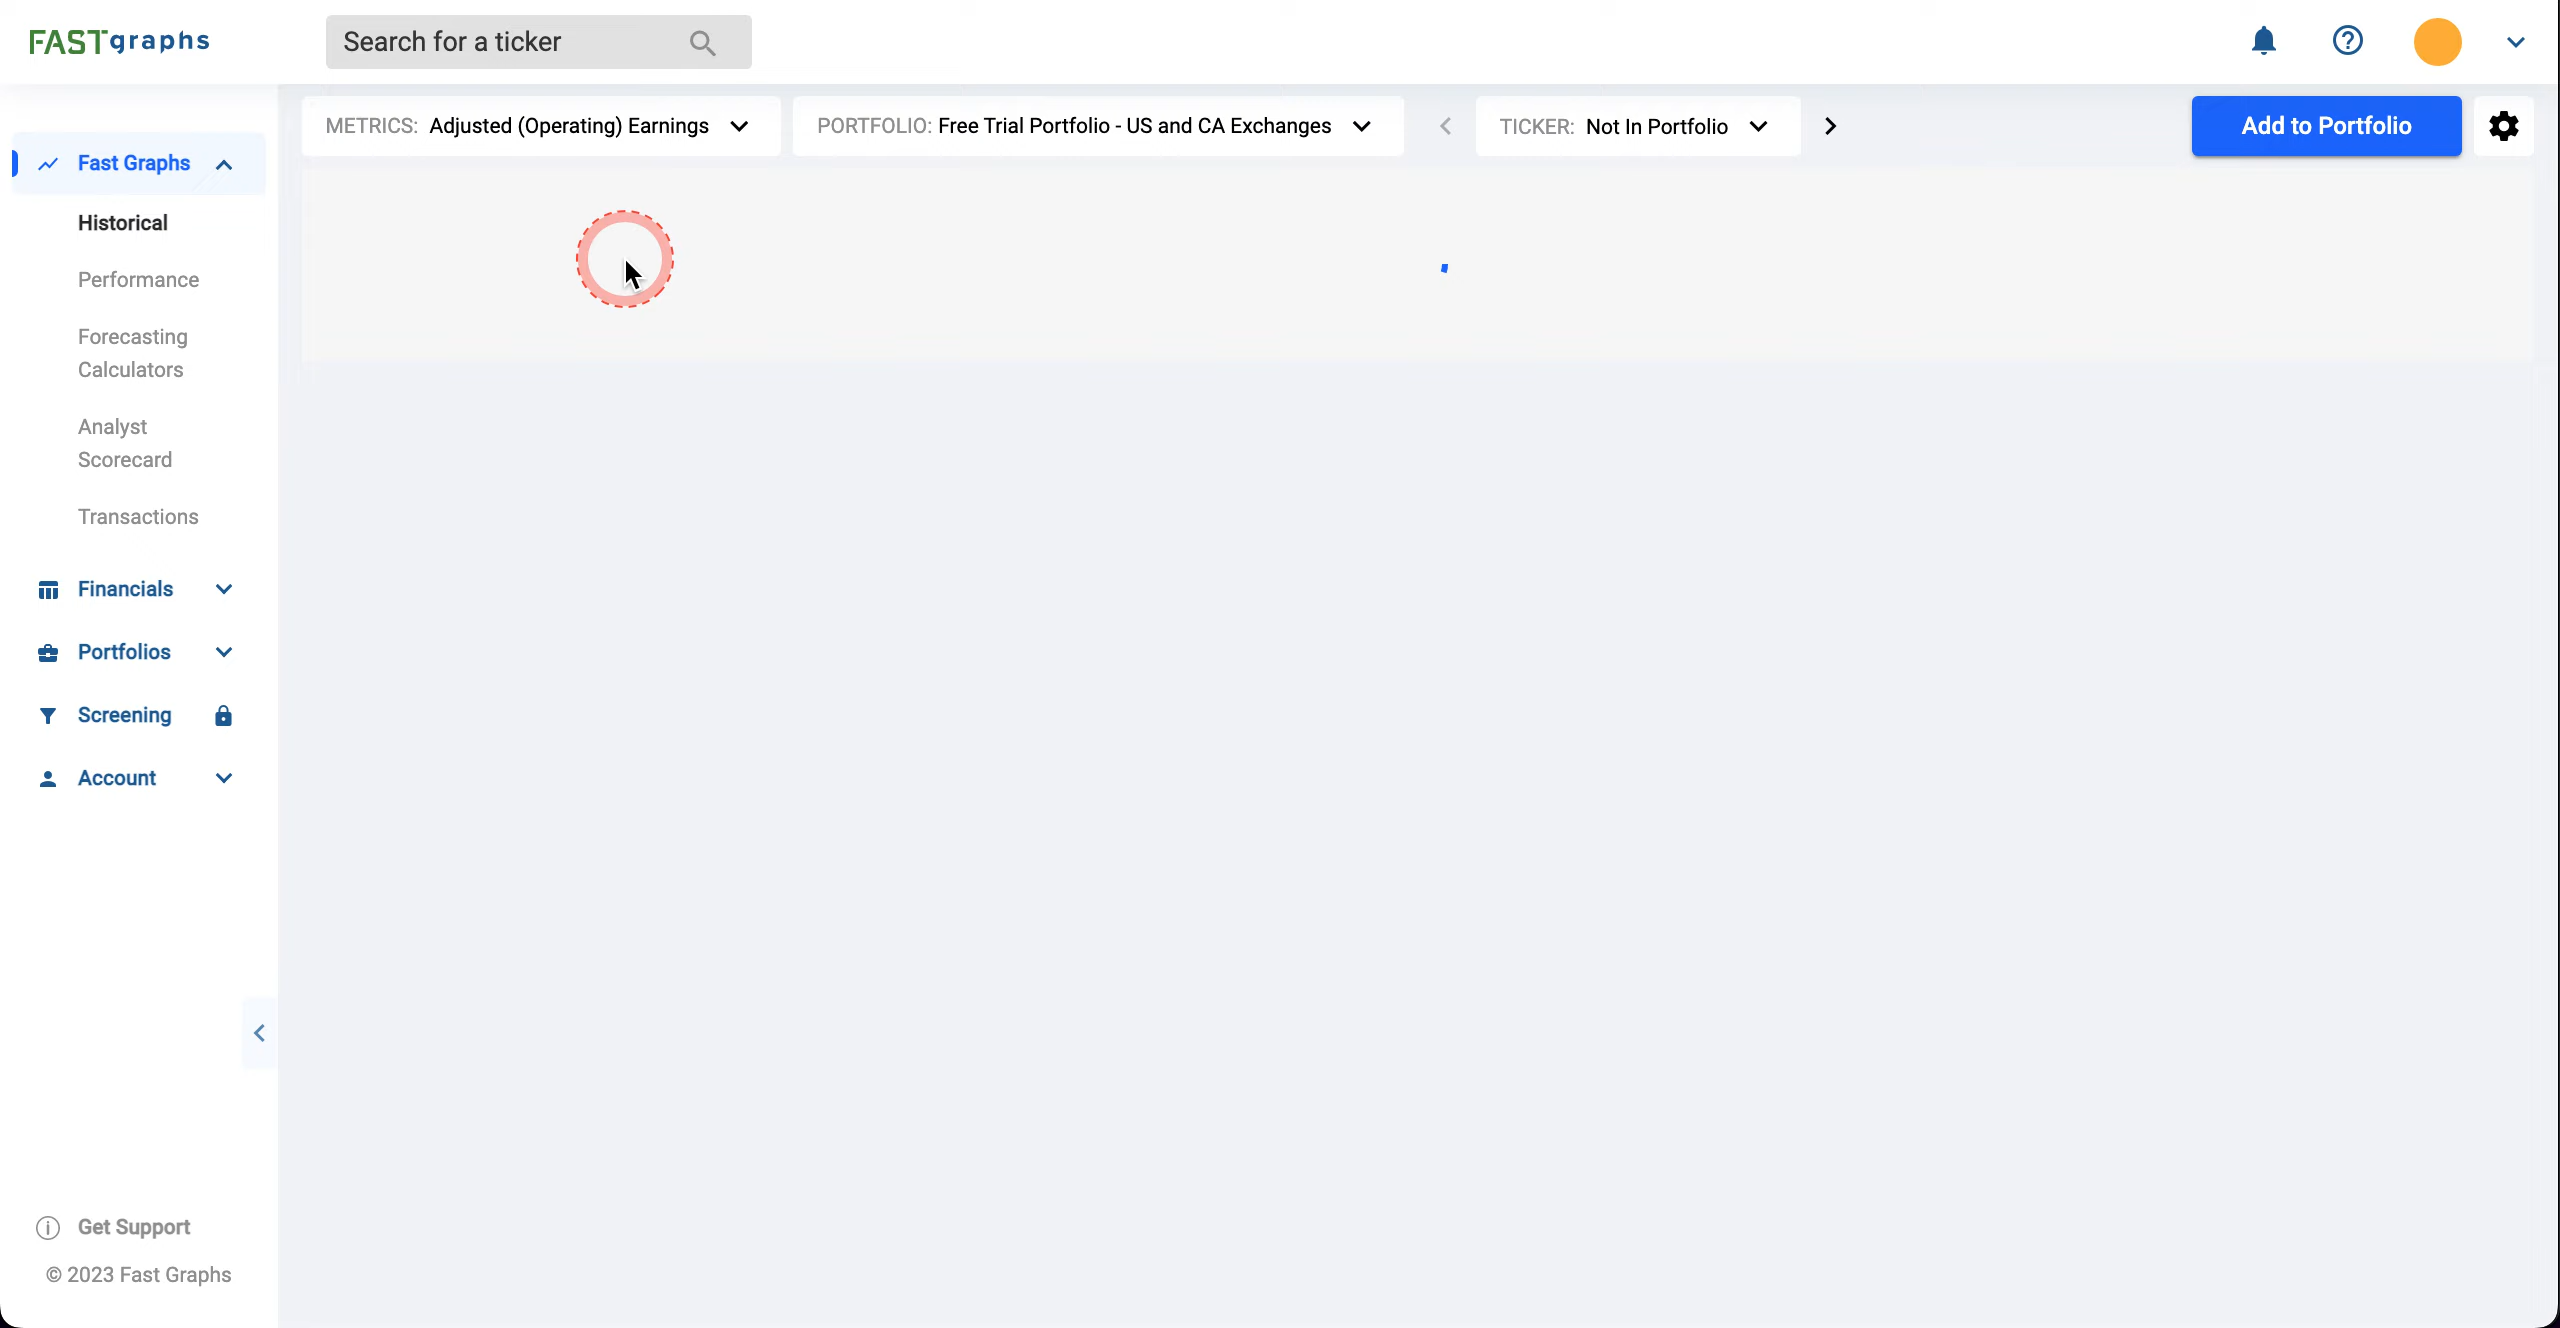 FASTgraphs
Search for a ticker
METRICS: Adjusted (Operating) Earnings
PORTFOLIO: Free Trial Portfolio - US and CA Exchanges
TICKER: Not In Portfolio
Add to Portfolio
Fast Graphs
Historical
Performance
Forecasting
Calculators
Analyst
Scorecard
Transactions
Financials
Portfolios
Screening
Account
Get Support
© 2023 Fast Graphs